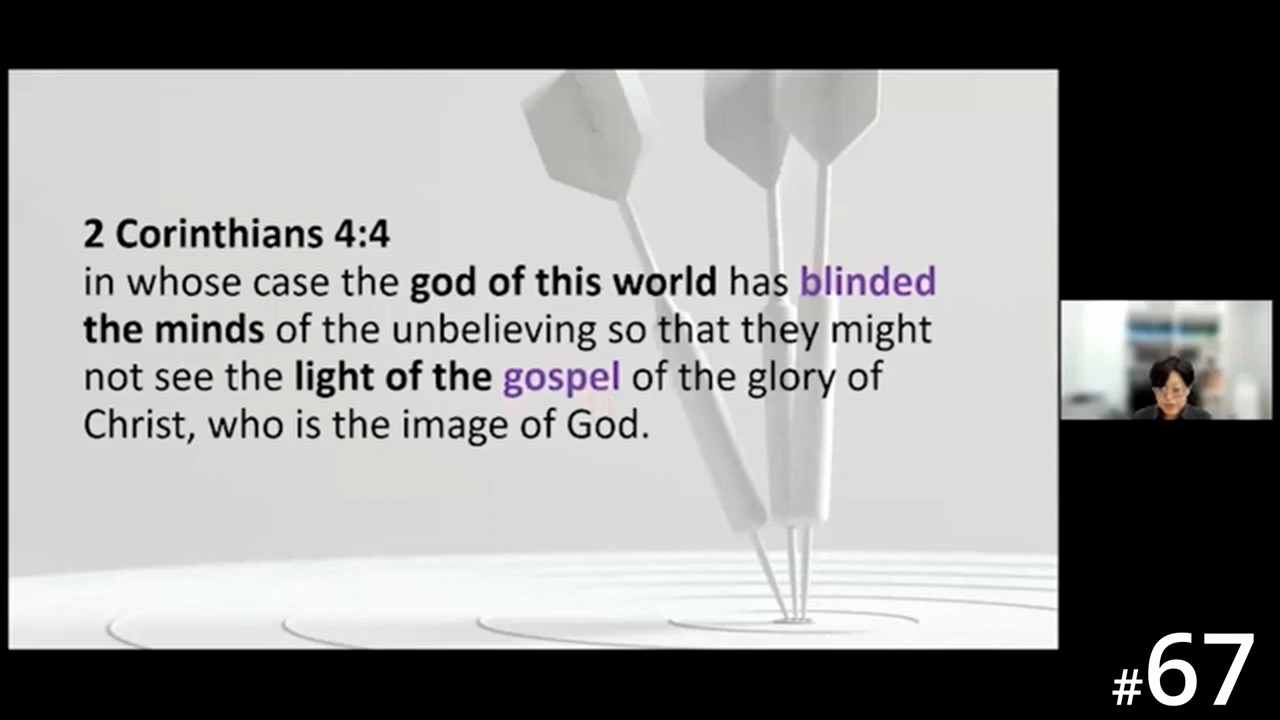 2 Corinthians 4:4
in whose case the god of this world has blinded
the minds of the unbelieving so that they might
not see the light of the gospel of the glory of
Christ, who is the image of God.
#67